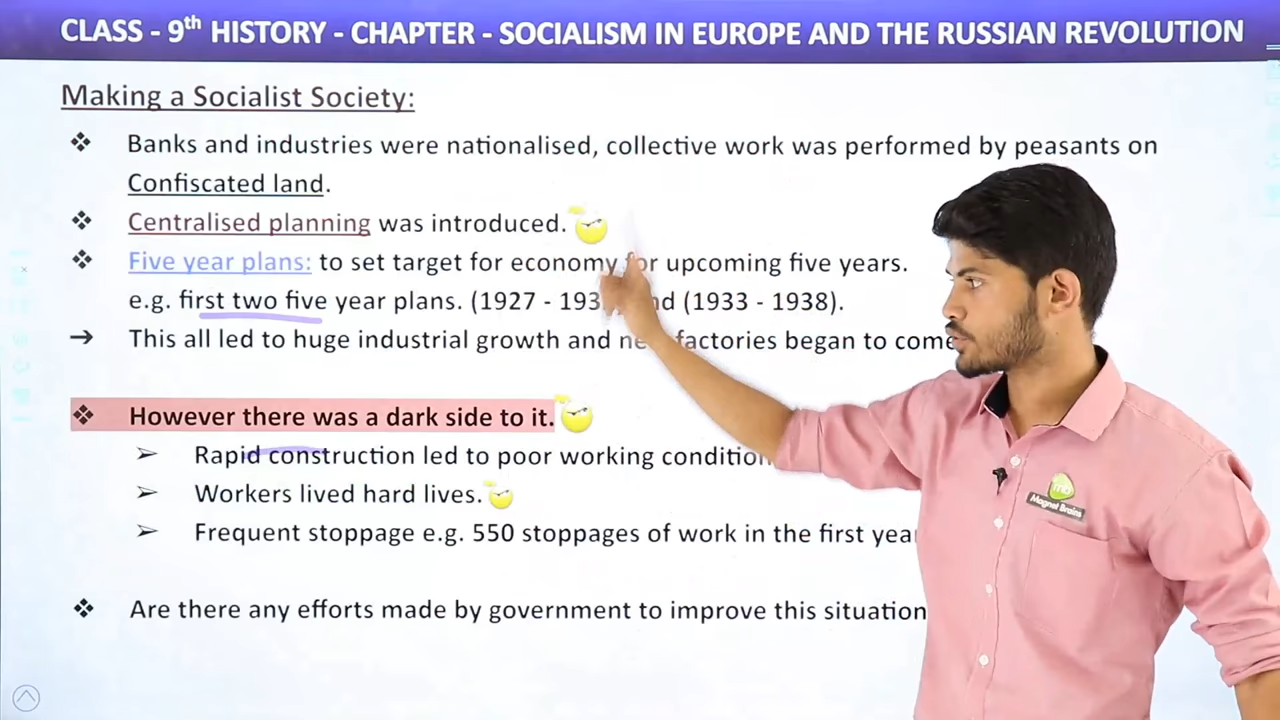 CLASS - 9th HISTORY - CHAPTER - SOCIALISM IN EUROPE AND THE RUSSIAN REVOLUTION
Making a Socialist Society:
❖ Banks and industries were nationalised, collective work was performed by peasants on
Confiscated land.
❖ Centralised planning was introduced.
❖ Five year plans: to set target for economy for upcoming five years.
e.g. first two five year plans. (1927 - 193 (1933 - 1938).
➔ This all led to huge industrial growth and factories began to come
❖ However there was a dark side to it.
➢ Rapid construction led to poor working
➢ Workers lived hard lives.
➢ Frequent stoppage e.g. 550 stoppages of work in the first
❖ Are there any efforts made by government to improve this situation
Magnet Brains